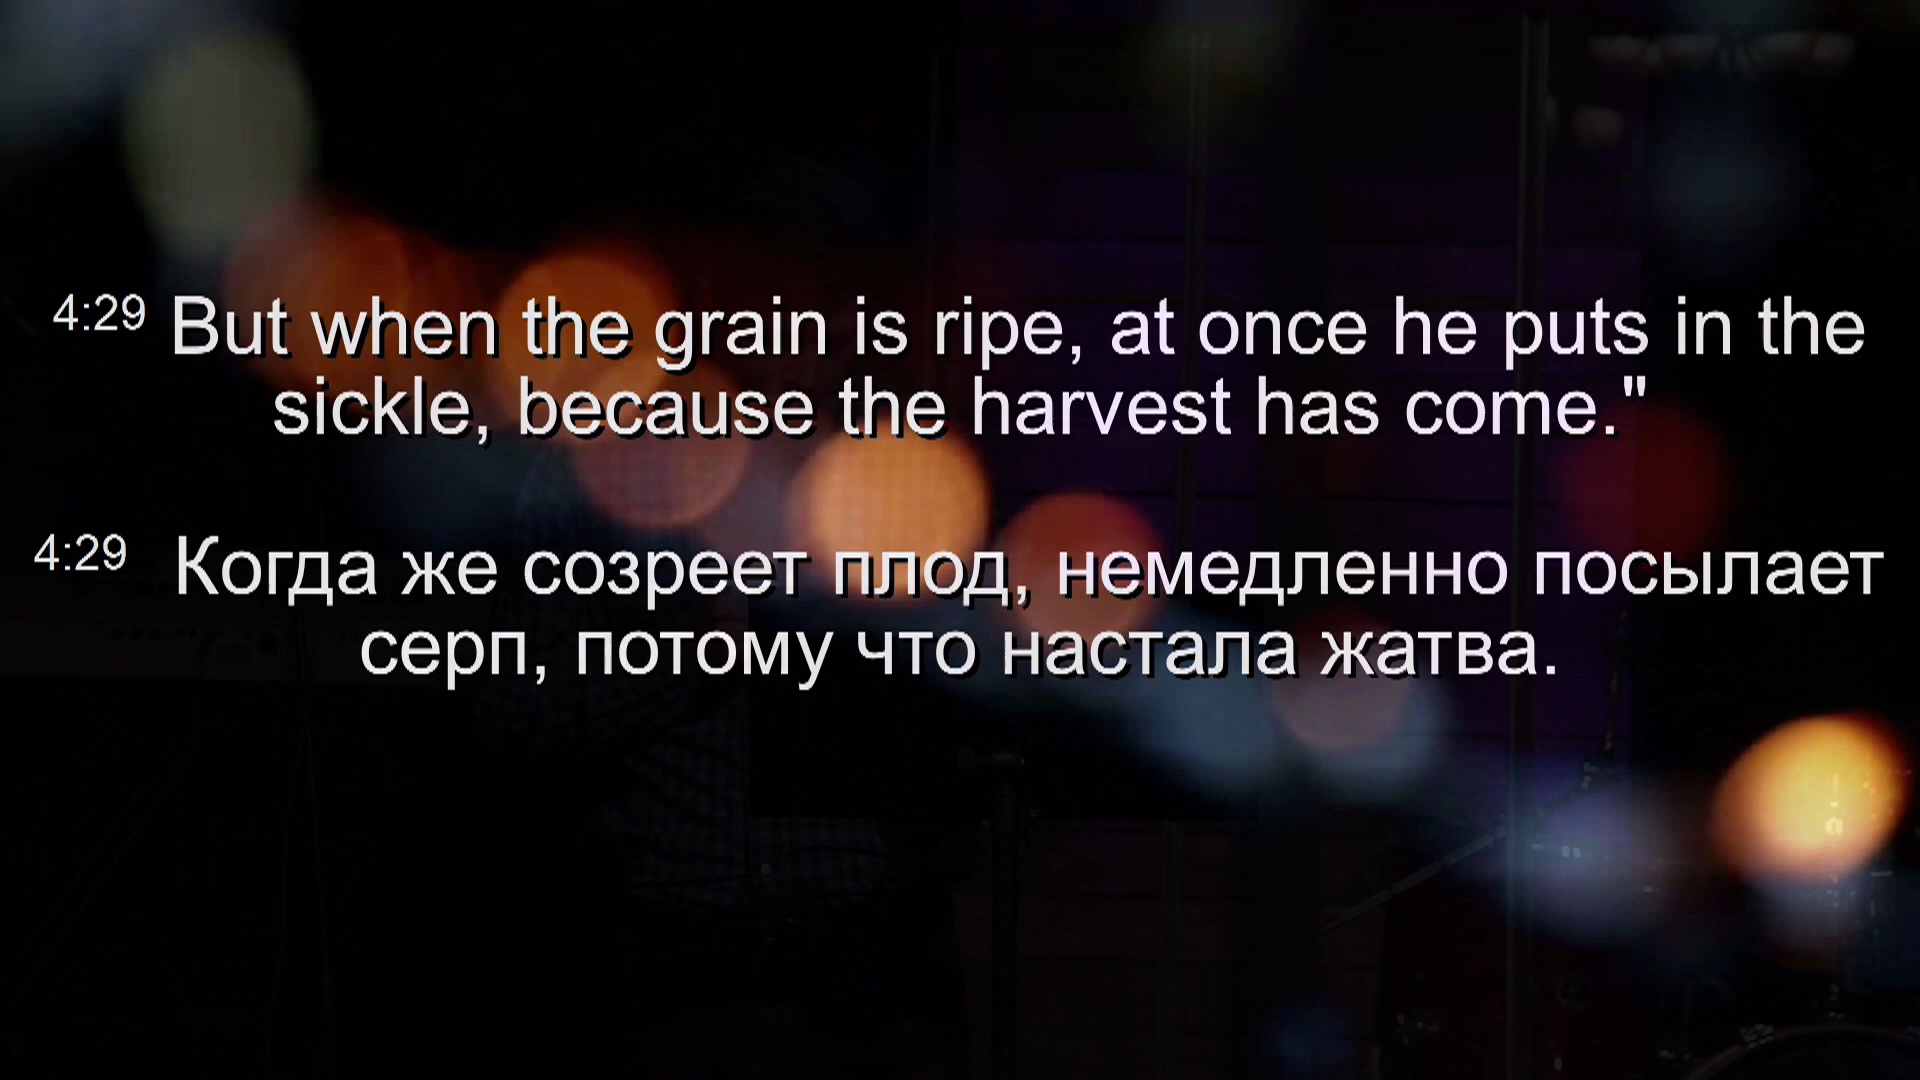 4:29 But when the grain is ripe, at once he puts in the
sickle, because the harvest has come."
4:29 Когда же созреет плод, немедленно посылает
серп, потому что настала жатва.